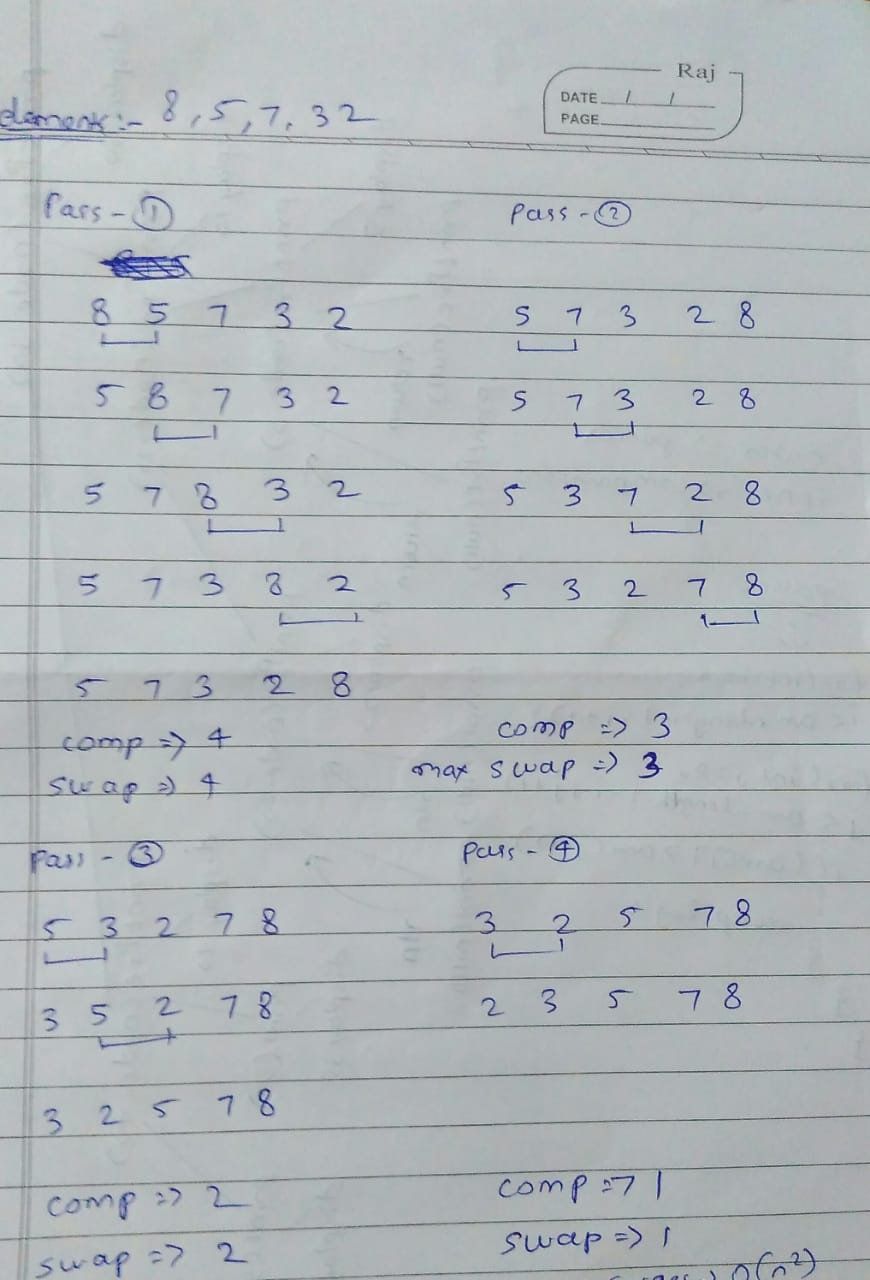 Raj
DATE / /
PAGE
elements:- 8, 5, 7, 3 2
Pass - ①
8 5 7 3 2
5 8 7 3 2
5 7 8 3 2
5 7 3 8 2
5 7 3 2 8
comp => 4
swap => 4
Pass - ②
5 7 3 2 8
5 7 3 2 8
5 3 7 2 8
5 3 2 7 8
comp => 3
max swap => 3
Pass - ③
5 3 2 7 8
3 5 2 7 8
3 2 5 7 8
comp => 2
swap => 2
Pass - ④
3 2 5 7 8
2 3 5 7 8
comp => 1
swap => 1
O(n²)